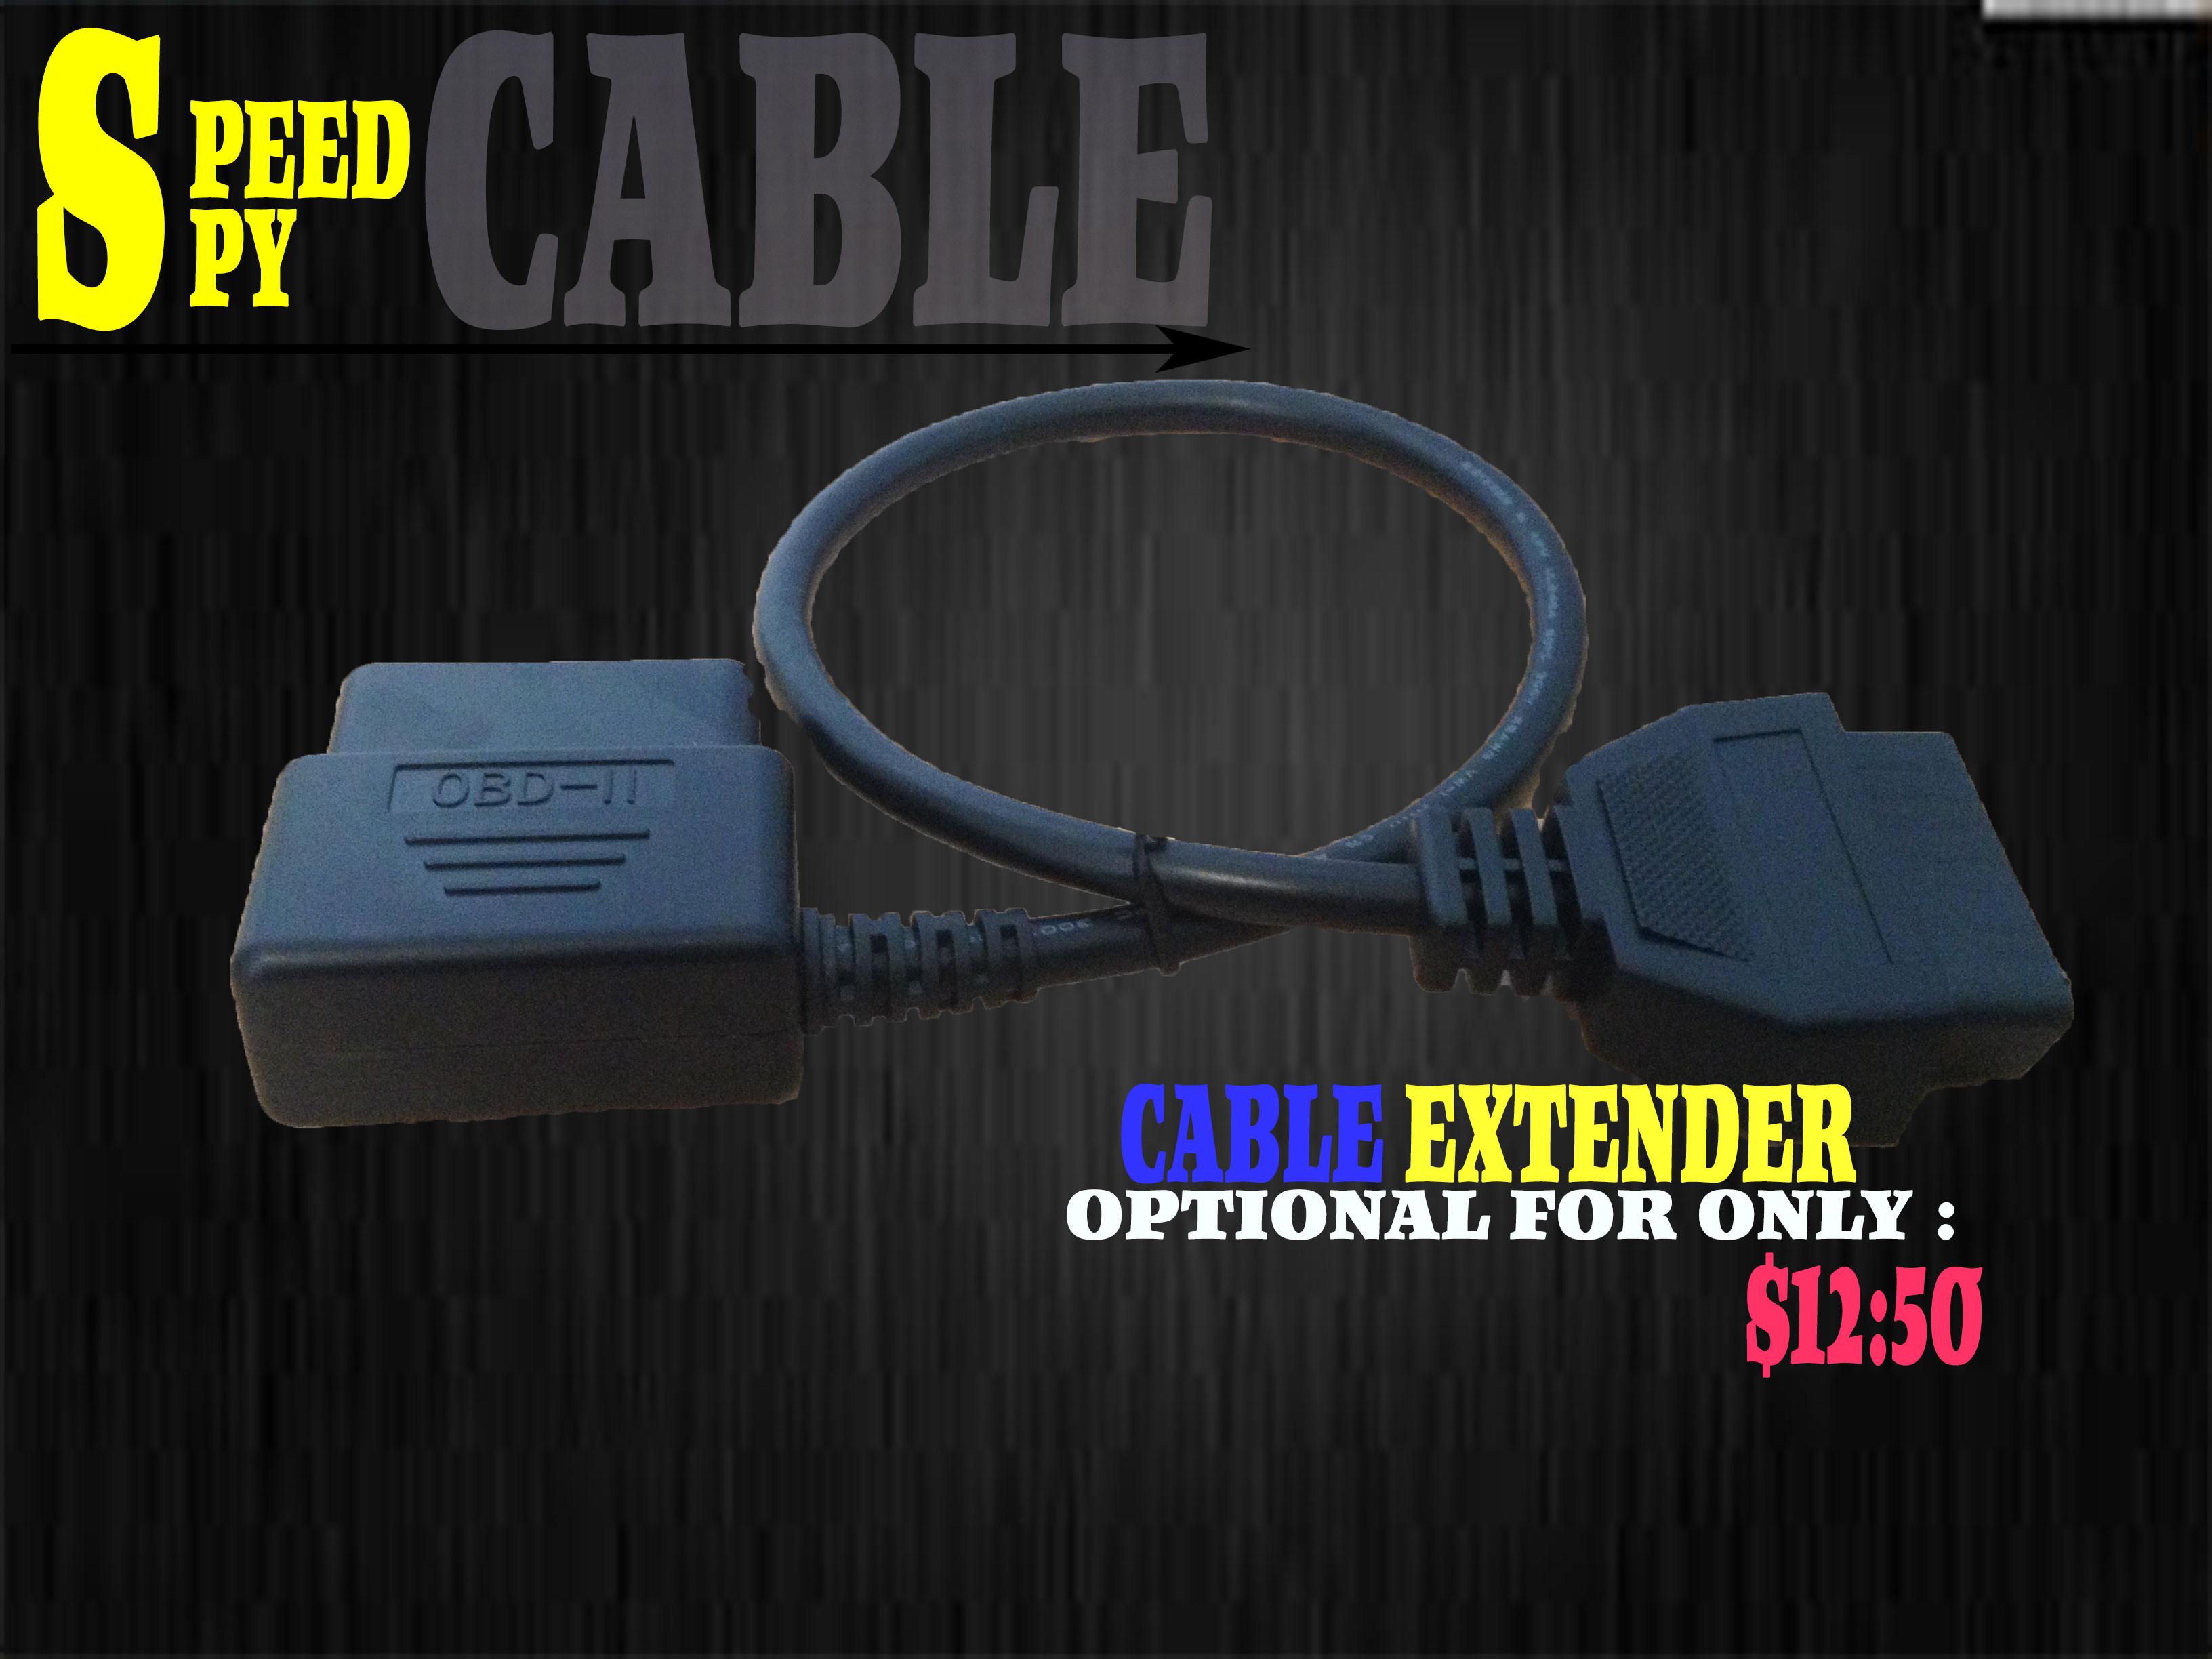 SPEED SPY CABLE
OBD-II
CABLE EXTENDER
OPTIONAL FOR ONLY :
$12:50